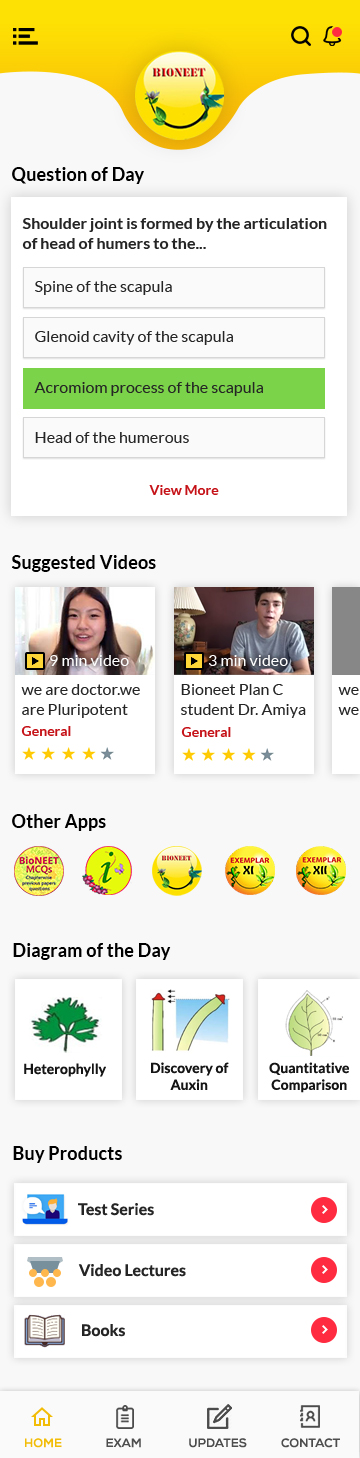 BIONEET
Question of Day
Shoulder joint is formed by the articulation
of head of humers to the...
Spine of the scapula
Glenoid cavity of the scapula
Acromiom process of the scapula
Head of the humerous
View More
Suggested Videos
9 min video
3 min video
we are doctor.we
are Pluripotent
General
Bioneet Plan C
student Dr. Amiya
General
we
we
Other Apps
BioNEET
MCQs
Chapterwise
previous papers
questions
i
BIONEET
EXEMPLAR
XI
EXEMPLAR
XII
Diagram of the Day
Heterophylly
Discovery of
Auxin
Quantitative
Comparison
Buy Products
Test Series
Video Lectures
Books
HOME
EXAM
UPDATES
CONTACT